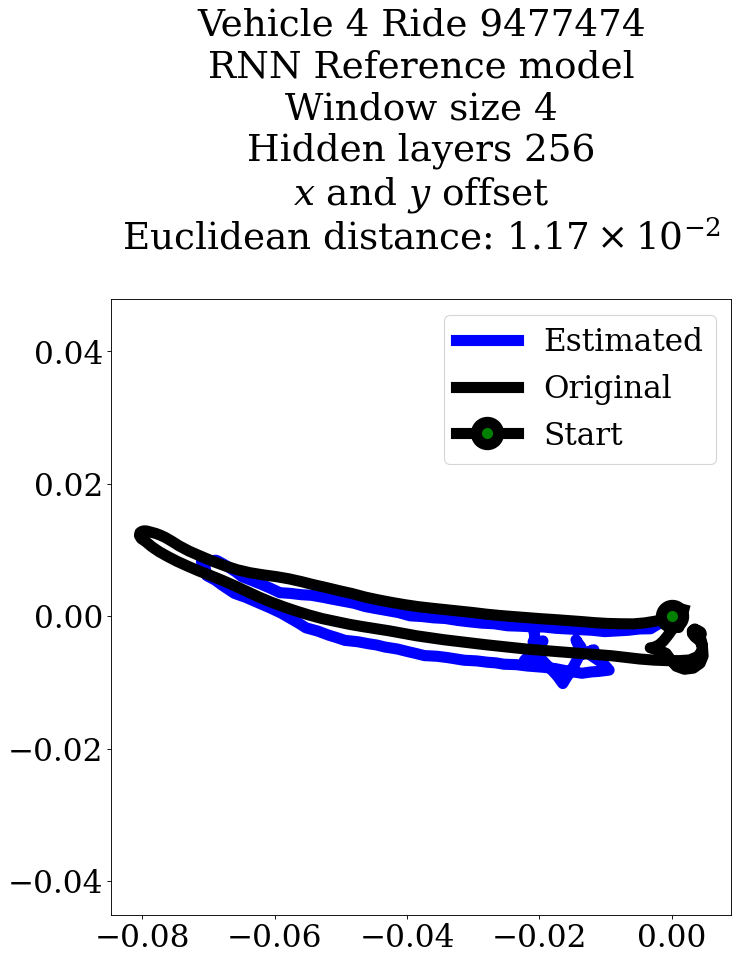 Vehicle 4 Ride 9477474
RNN Reference model
Window size 4
Hidden layers 256
x and y offset
Euclidean distance: 1.17 × 10⁻²
Estimated
Original
Start
0.04
0.02
0.00
−0.02
−0.04
−0.08 −0.06 −0.04 −0.02 0.00